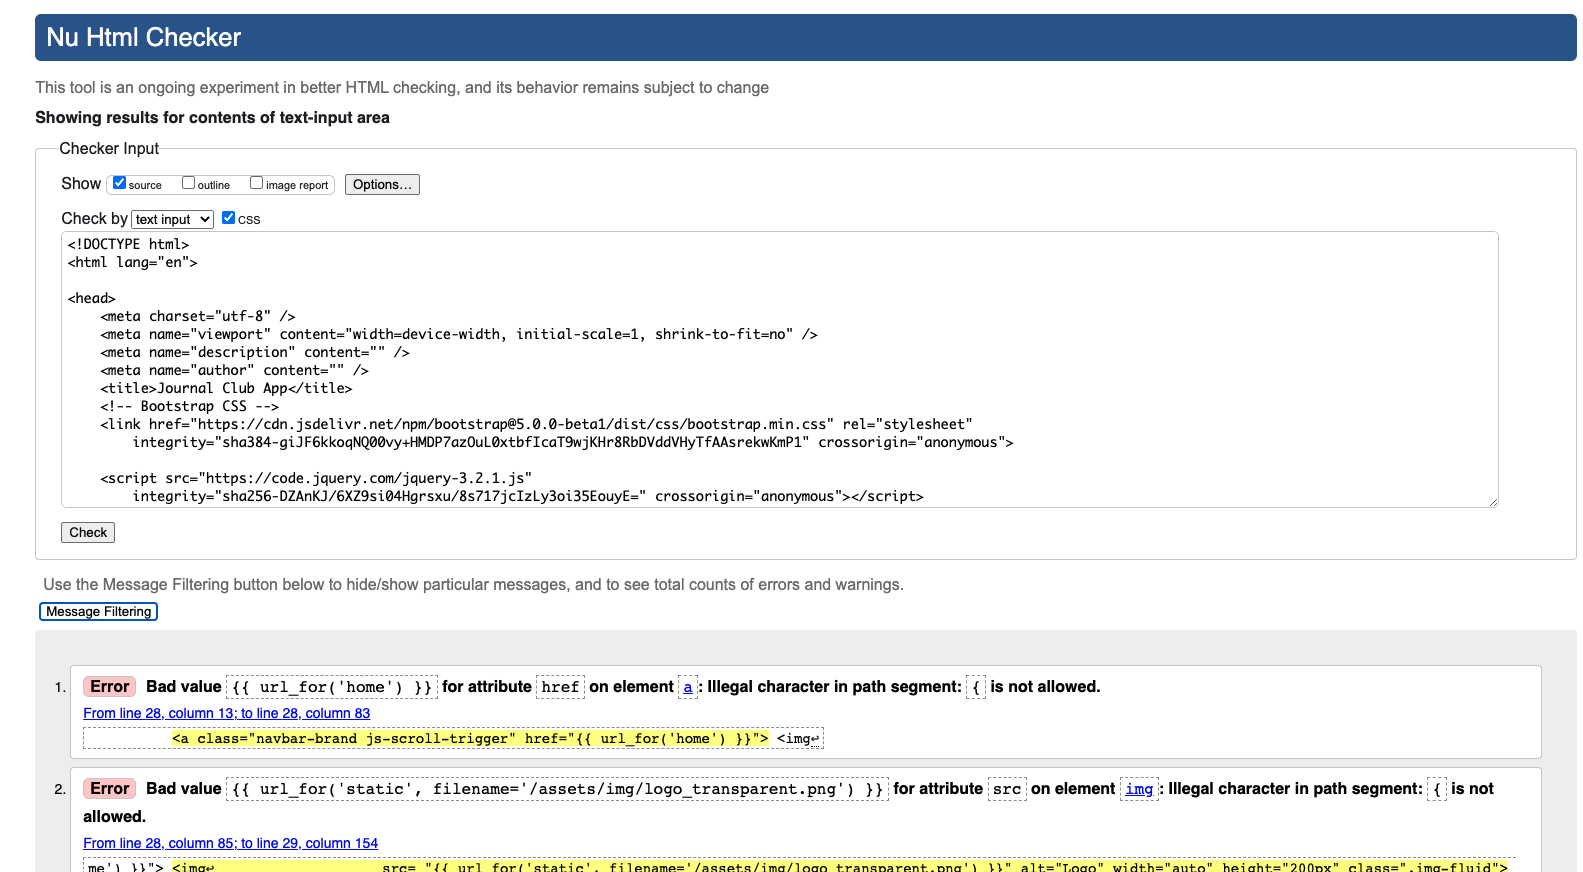 Nu Html Checker
This tool is an ongoing experiment in better HTML checking, and its behavior remains subject to change
Showing results for contents of text-input area
Checker Input
Show source outline image report Options...
Check by text input CSS
<!DOCTYPE html>
<html lang="en">
<head>
    <meta charset="utf-8" />
    <meta name="viewport" content="width=device-width, initial-scale=1, shrink-to-fit=no" />
    <meta name="description" content="" />
    <meta name="author" content="" />
    <title>Journal Club App</title>
    <!-- Bootstrap CSS -->
    <link href="https://cdn.jsdelivr.net/npm/bootstrap@5.0.0-beta1/dist/css/bootstrap.min.css" rel="stylesheet"
        integrity="sha384-giJF6kkoqNQ00vy+HMDP7azOuL0xtbfIcaT9wjKHr8RbDVddVHyTfAAsrekwKmP1" crossorigin="anonymous">
    <script src="https://code.jquery.com/jquery-3.2.1.js"
        integrity="sha256-DZAnKJ/6XZ9si04Hgrsxu/8s717jcIzLy3oi35EouyE=" crossorigin="anonymous"></script>
Check
Use the Message Filtering button below to hide/show particular messages, and to see total counts of errors and warnings.
Message Filtering
1. Error Bad value {{ url_for('home') }} for attribute href on element a: Illegal character in path segment: { is not allowed.
From line 28, column 13; to line 28, column 83
<a class="navbar-brand js-scroll-trigger" href="{{ url_for('home') }}"> <img↩
2. Error Bad value {{ url_for('static', filename='/assets/img/logo_transparent.png') }} for attribute src on element img: Illegal character in path segment: { is not
allowed.
From line 28, column 85; to line 29, column 154
me') }}"> <img↩ src= "{{ url_for('static', filename='/assets/img/logo_transparent.png') }}" alt="Logo" width="auto" height="200px" class=".img-fluid">